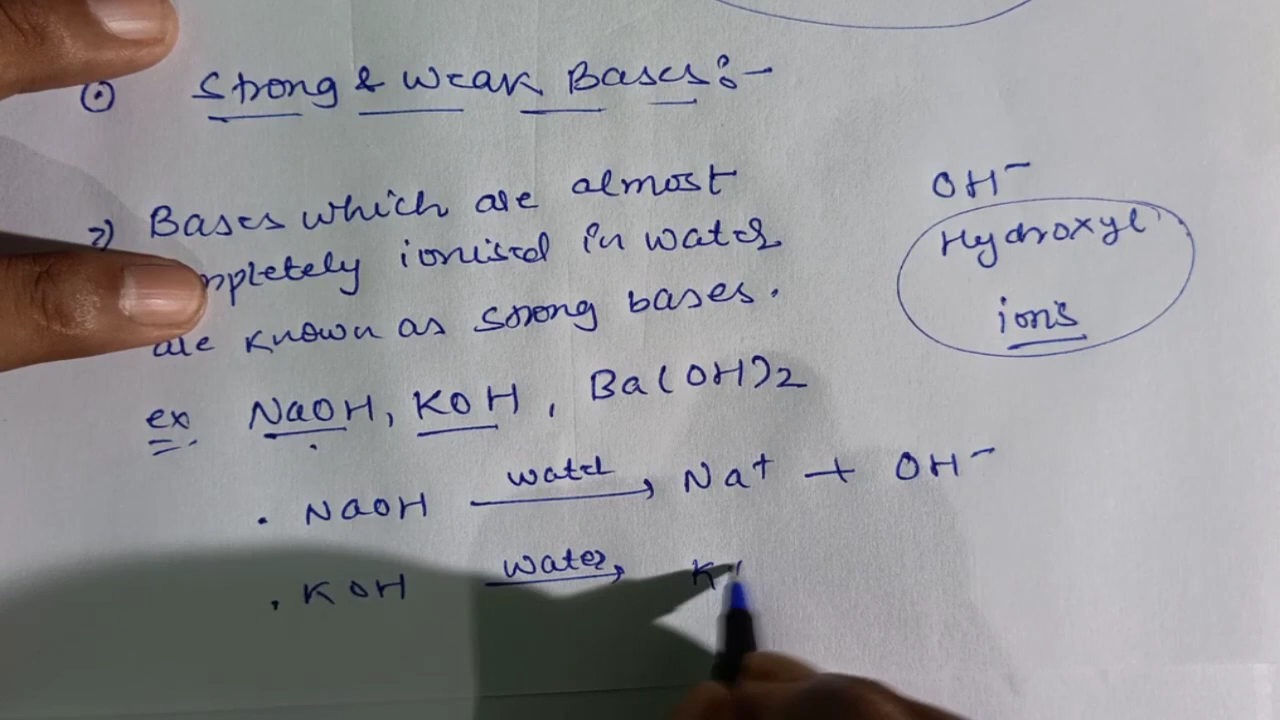 Strong & Weak Bases :-
OH⁻
Hydroxyl
ions
Bases which are almost
mpletely ionised in water
are known as strong bases.
ex NaOH, KOH, Ba(OH)2
. NaOH water→ Na⁺ + OH⁻
. KOH water→ K